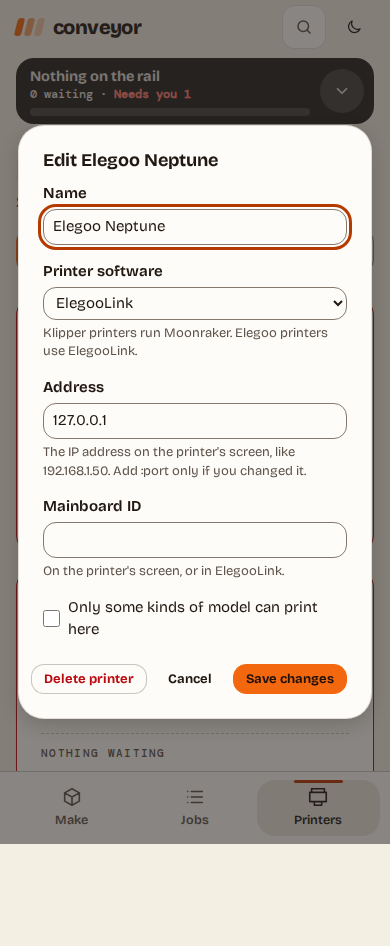 conveyor
Nothing on the rail
0 waiting · Needs you 1
Edit Elegoo Neptune
Name
Elegoo Neptune
Printer software
ElegooLink
Klipper printers run Moonraker. Elegoo printers
use ElegooLink.
Address
127.0.0.1
The IP address on the printer's screen, like
192.168.1.50. Add :port only if you changed it.
Mainboard ID
On the printer's screen, or in ElegooLink.
Only some kinds of model can print
here
Delete printer
Cancel
Save changes
NOTHING WAITING
Make
Jobs
Printers